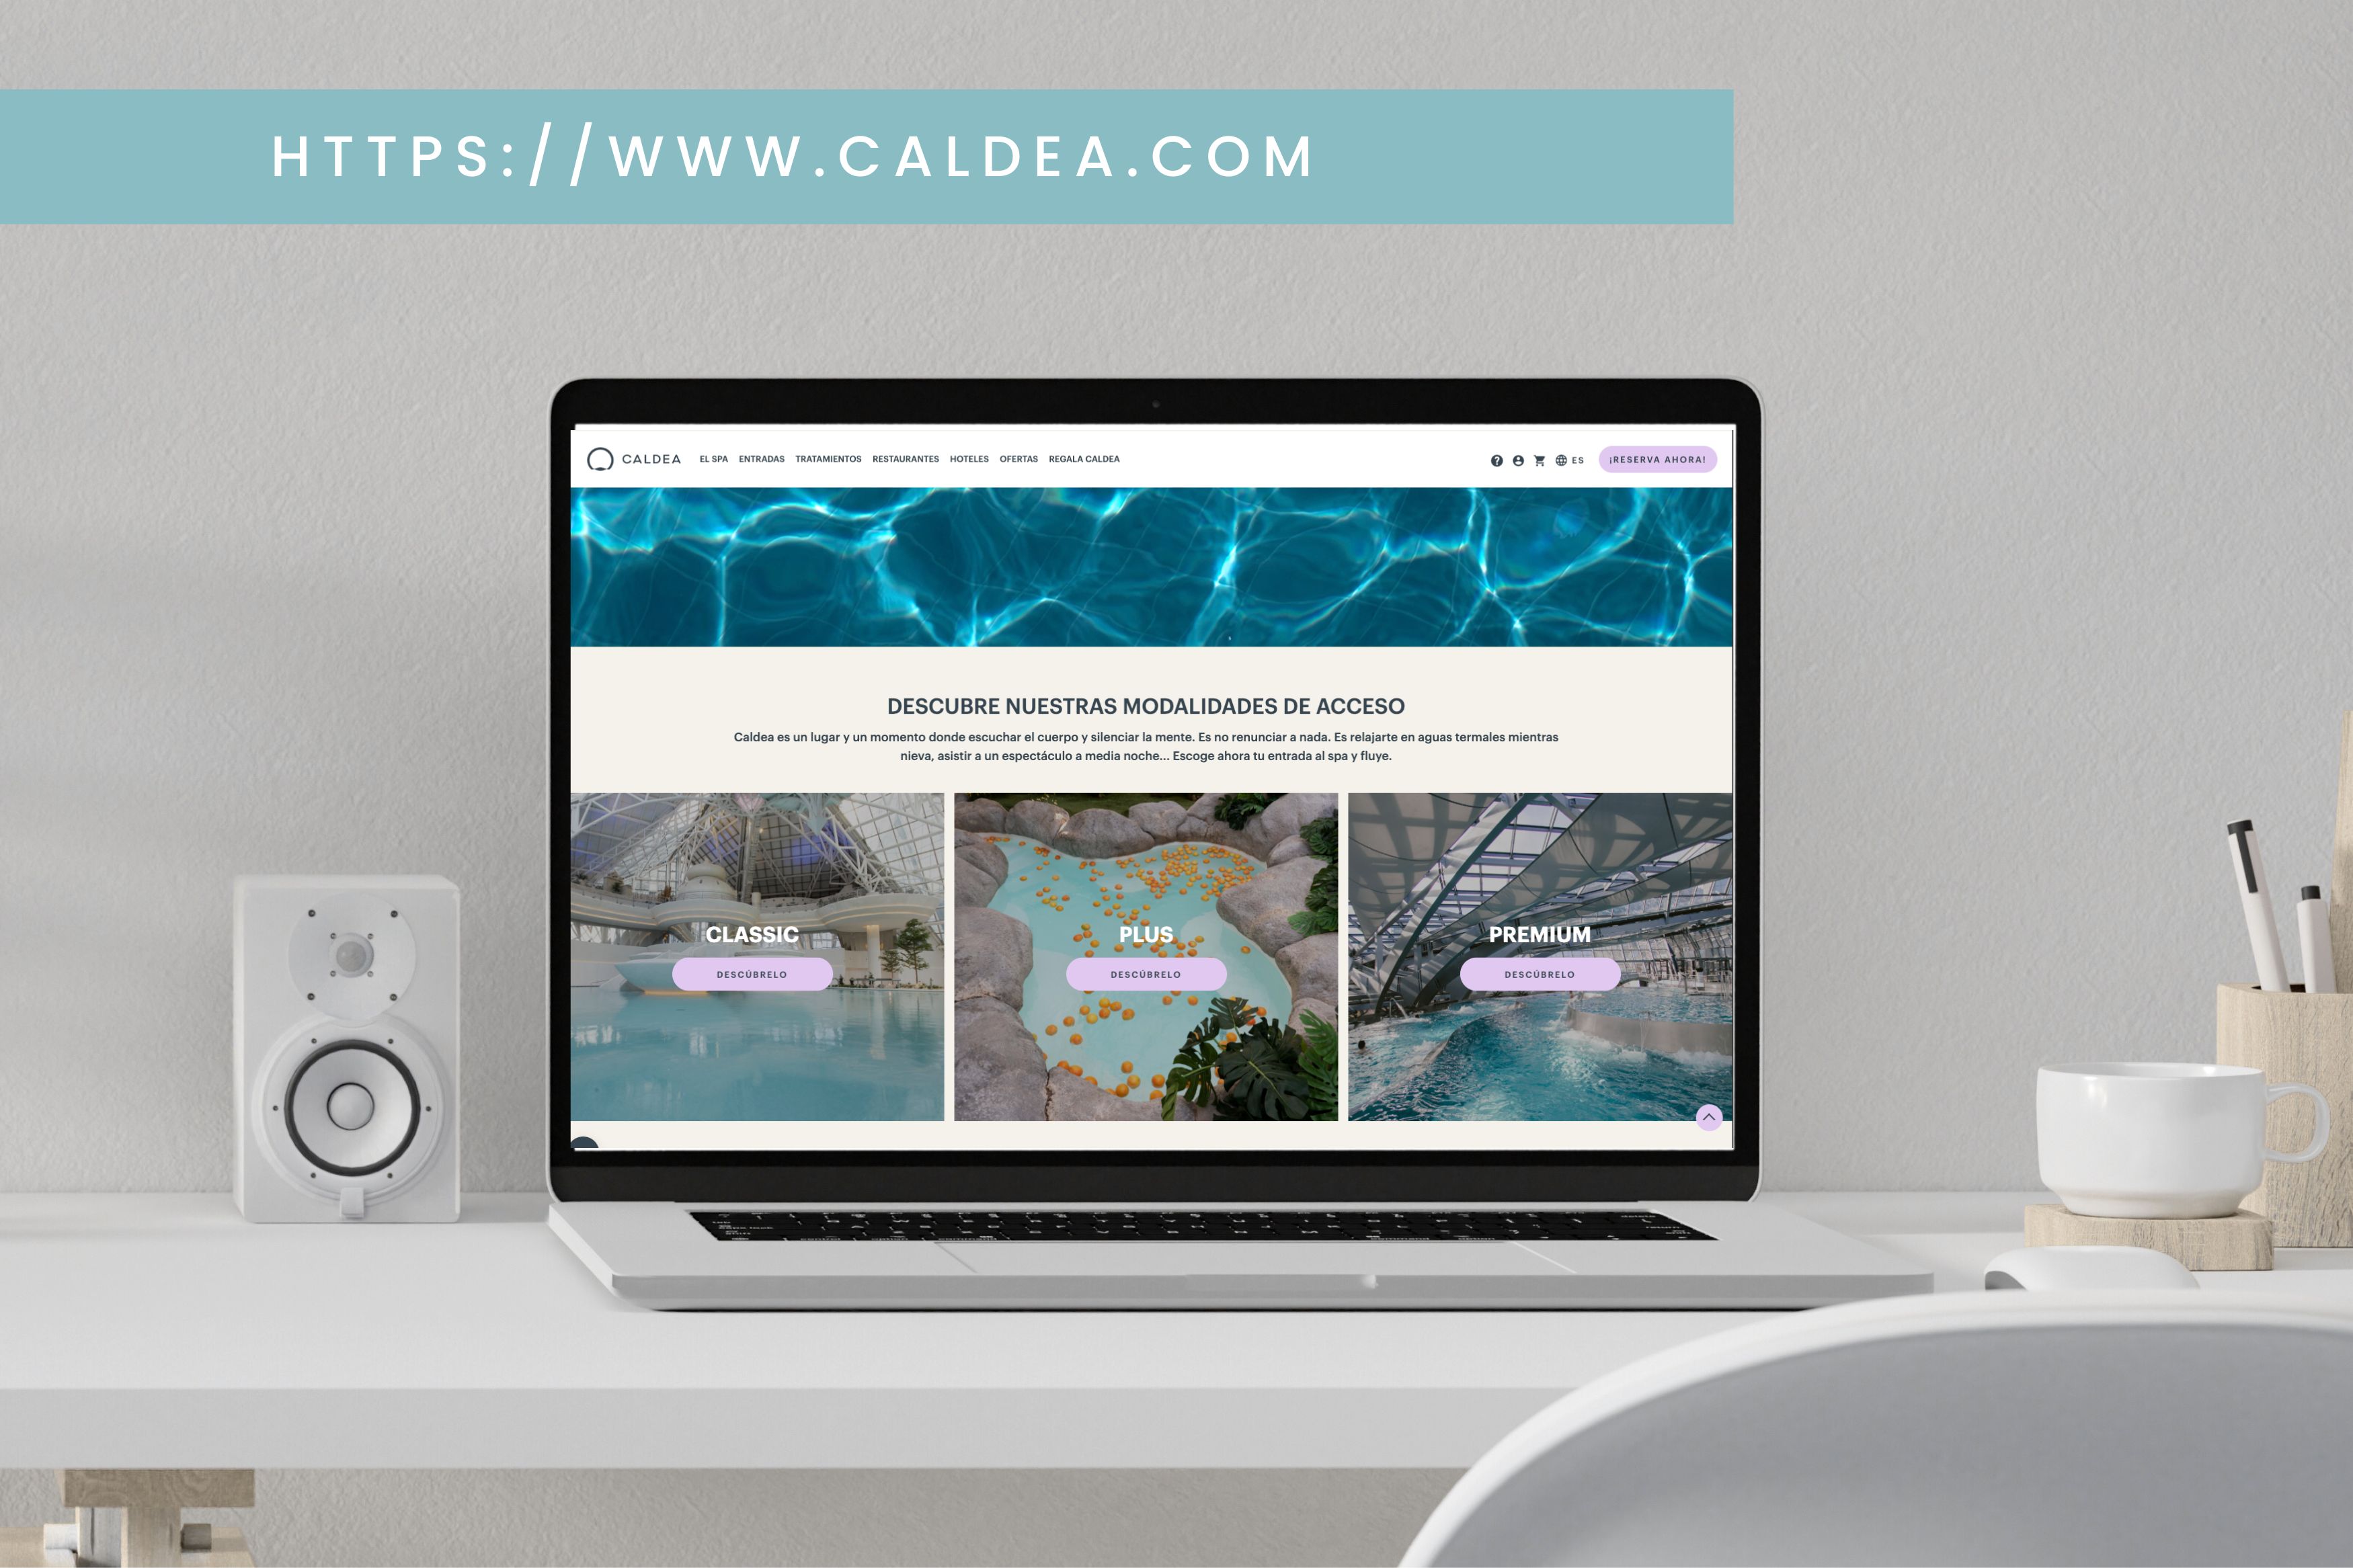 HTTPS://WWW.CALDEA.COM
CALDEA EL SPA ENTRADAS TRATAMIENTOS RESTAURANTES HOTELES OFERTAS REGALA CALDEA ES ¡RESERVA AHORA!
DESCUBRE NUESTRAS MODALIDADES DE ACCESO
Caldea es un lugar y un momento donde escuchar el cuerpo y silenciar la mente. Es no renunciar a nada. Es relajarte en aguas termales mientras
nieva, asistir a un espectáculo a media noche... Escoge ahora tu entrada al spa y fluye.
CLASSIC PLUS PREMIUM
DESCÚBRELO DESCÚBRELO DESCÚBRELO